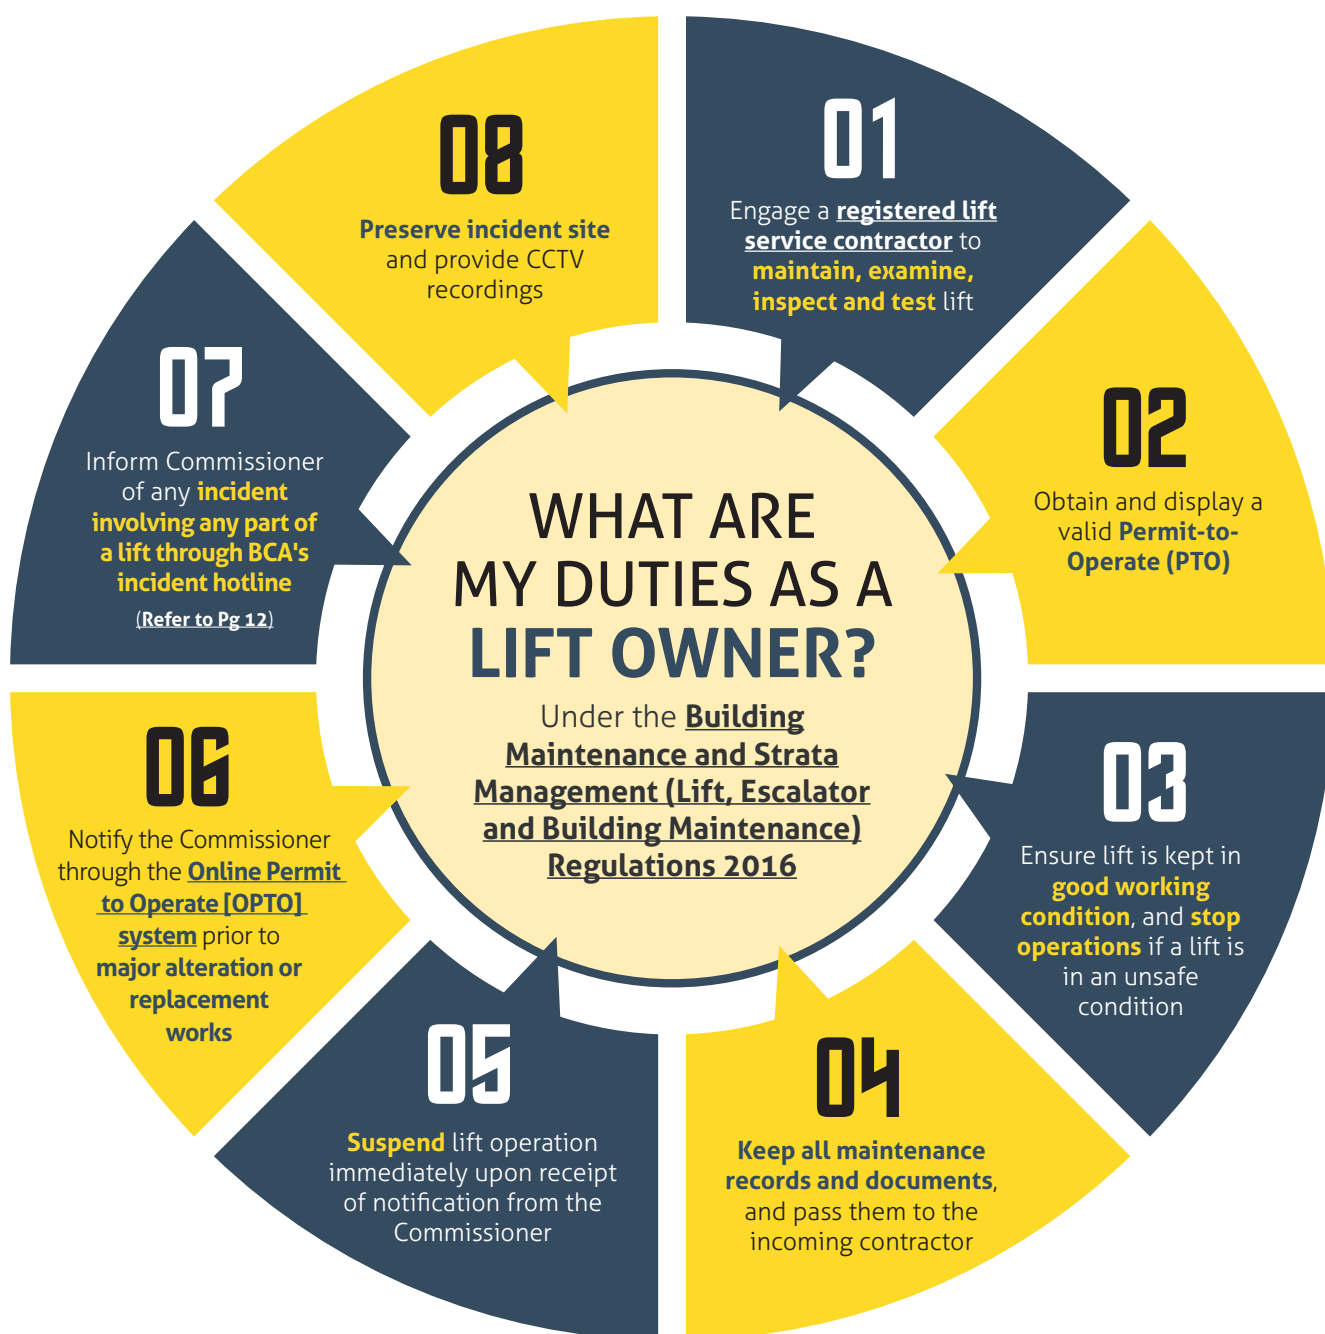 WHAT ARE
MY DUTIES AS A
LIFT OWNER?
Under the Building
Maintenance and Strata
Management (Lift, Escalator
and Building Maintenance)
Regulations 2016
01
Engage a registered lift
service contractor to
maintain, examine,
inspect and test lift
02
Obtain and display a
valid Permit-to-
Operate (PTO)
03
Ensure lift is kept in
good working
condition, and stop
operations if a lift is
in an unsafe
condition
04
Keep all maintenance
records and documents,
and pass them to the
incoming contractor
05
Suspend lift operation
immediately upon receipt
of notification from the
Commissioner
06
Notify the Commissioner
through the Online Permit
to Operate [OPTO]
system prior to
major alteration or
replacement
works
07
Inform Commissioner
of any incident
involving any part of
a lift through BCA's
incident hotline
(Refer to Pg 12)
08
Preserve incident site
and provide CCTV
recordings